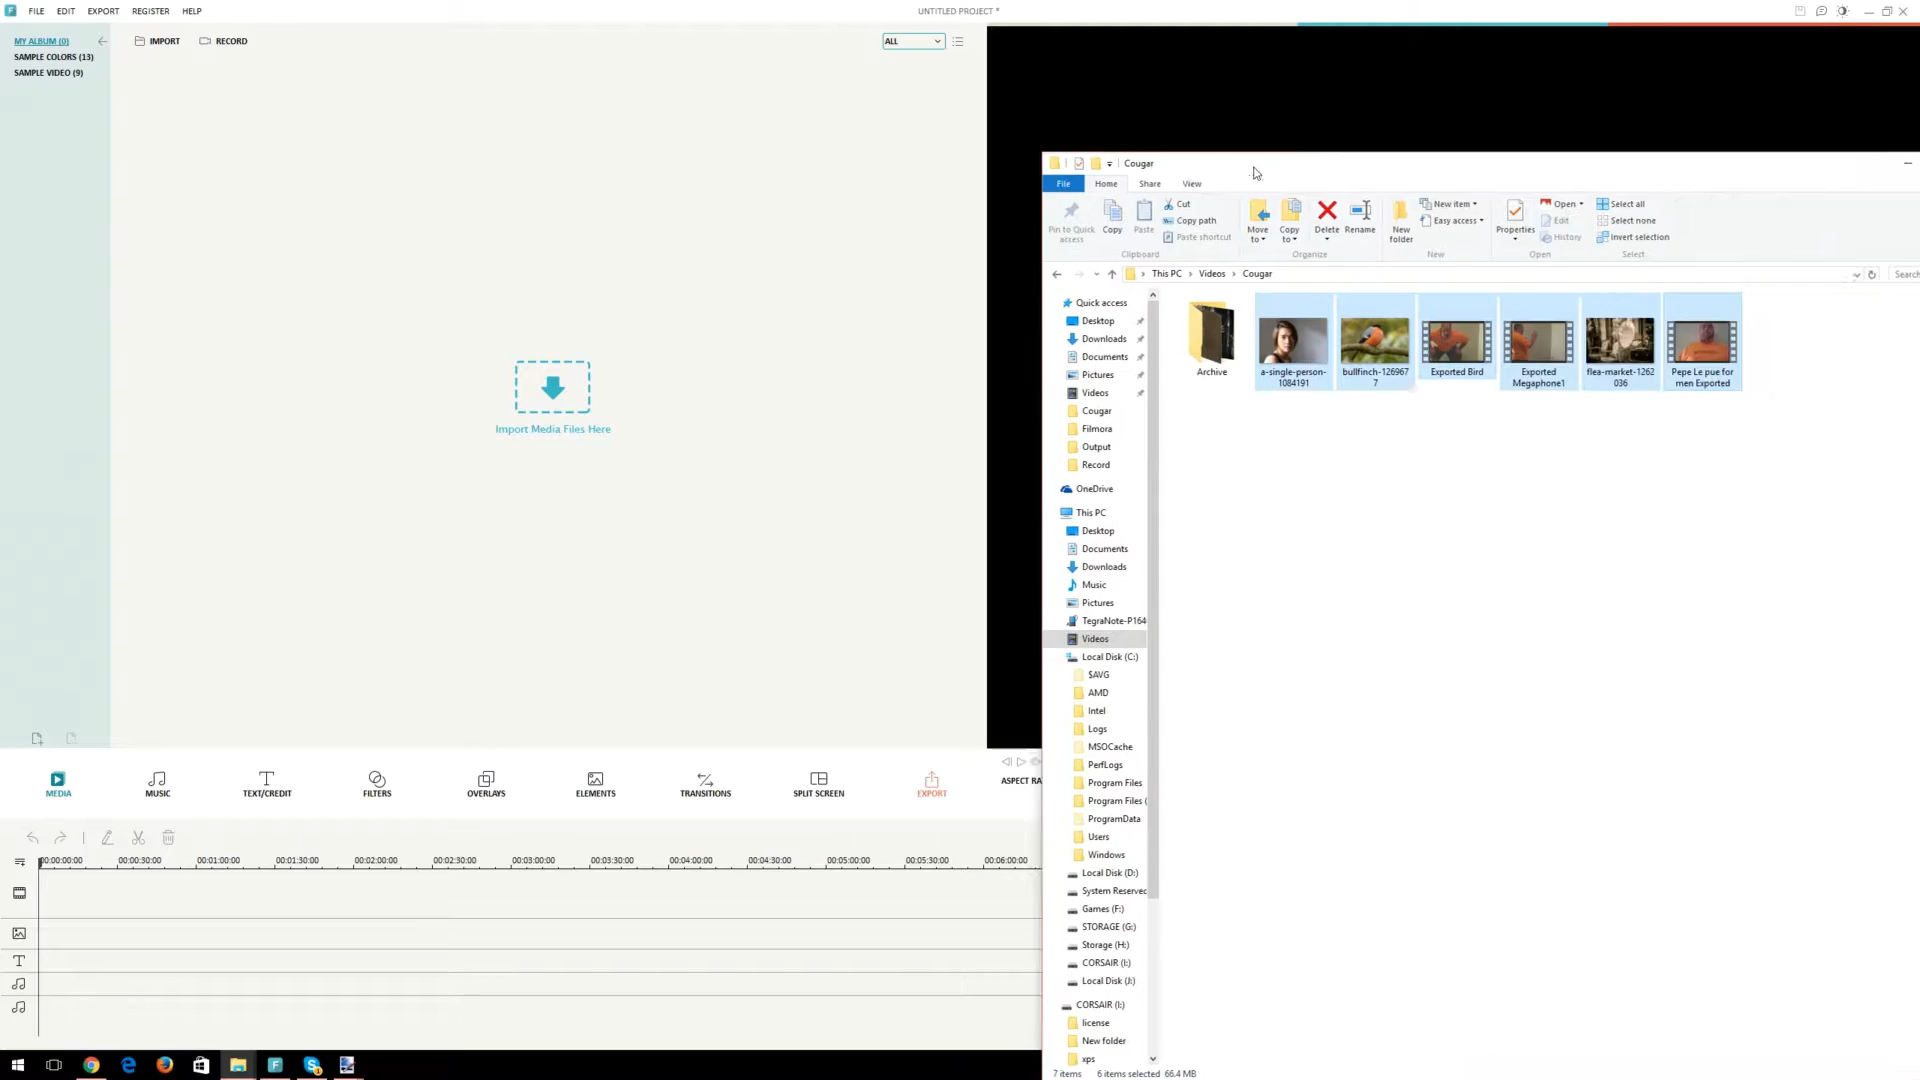 FILE EDIT EXPORT REGISTER HELP
UNTITLED PROJECT *
MY ALBUM (0)
SAMPLE COLORS (13)
SAMPLE VIDEO (9)
IMPORT RECORD
ALL
Import Media Files Here
MEDIA MUSIC TEXT/CREDIT FILTERS OVERLAYS ELEMENTS TRANSITIONS SPLIT SCREEN EXPORT
ASPECT RA
00:00:00:00 00:00:30:00 00:01:00:00 00:01:30:00 00:02:00:00 00:02:30:00 00:03:00:00 00:03:30:00 00:04:00:00 00:04:30:00 00:05:00:00 00:05:30:00 00:06:00:00
Cougar
File Home Share View
Pin to Quick access
Copy
Paste
Cut
Copy path
Paste shortcut
Clipboard
Move to
Copy to
Delete
Rename
Organize
New folder
New item
Easy access
New
Properties
Open
Edit
History
Open
Select all
Select none
Invert selection
Select
This PC Videos Cougar
Search
Quick access
Desktop
Downloads
Documents
Pictures
Videos
Cougar
Filmora
Output
Record
OneDrive
This PC
Desktop
Documents
Downloads
Music
Pictures
TegraNote-P164
Videos
Local Disk (C:)
$AVG
AMD
Intel
Logs
MSOCache
PerfLogs
Program Files
Program Files (
ProgramData
Users
Windows
Local Disk (D:)
System Reserved
Games (F:)
STORAGE (G:)
Storage (H:)
CORSAIR (I:)
Local Disk (J:)
CORSAIR (I:)
license
New folder
xps
Archive
a-single-person-
1084191
bullfinch-126967
7
Exported Bird
Exported
Megaphone1
flea-market-1262
036
Pepe Le pue for
men Exported
7 items 6 items selected 66.4 MB